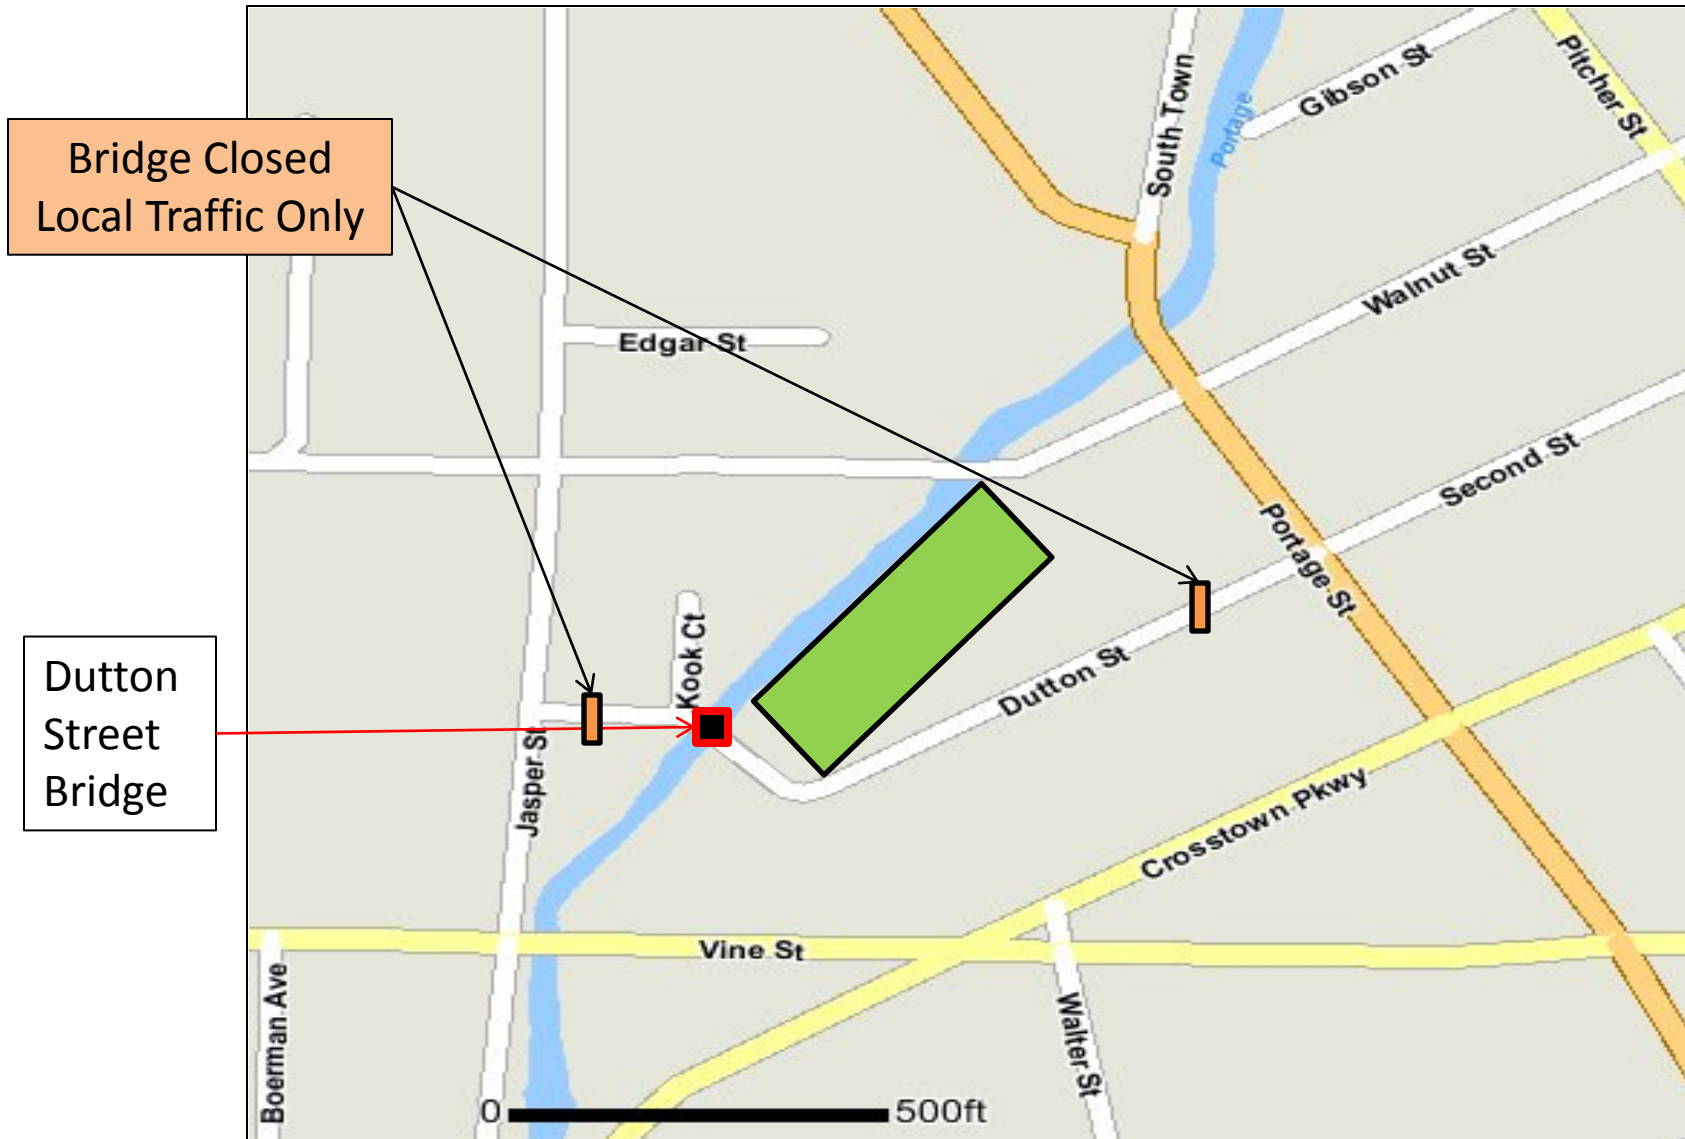 Bridge Closed
Local Traffic Only
South Town
Portage
Gibson St
Pitcher St
Walnut St
Edgar St
Second St
Portage St
Kook Ct
Dutton St
Dutton
Street
Bridge
Jasper St
Crosstown Pkwy
Vine St
Boerman Ave
Walter St
0
500ft